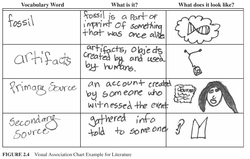 Vocabulary Word What is it? What does it look like?
fossil
fossil is a part or
imprint of something
that was once alive
artifacts
artifacts, objects
created by and used
by humans.
Primary Source
an account created
by someone who
witnessed the event
secondary
source
gathered info
told to someone
FIGURE 2.4 Visual Association Chart Example for Literature